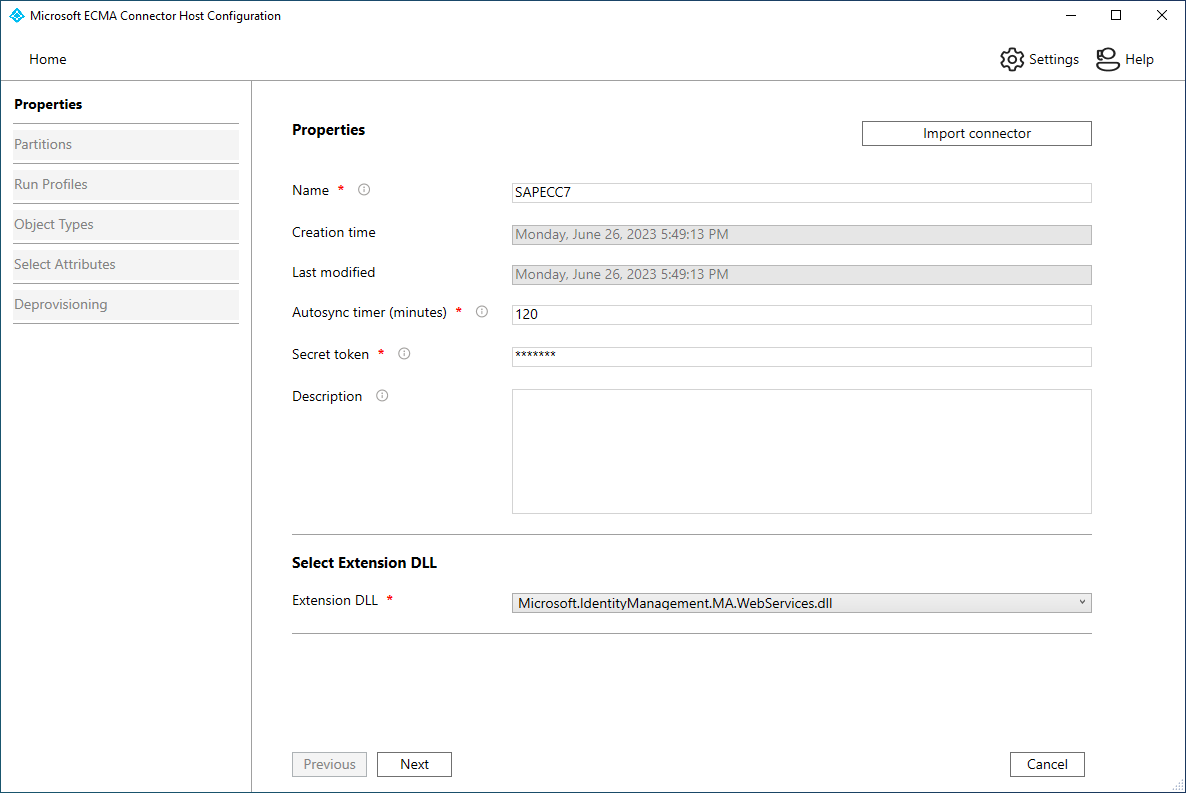 Microsoft ECMA Connector Host Configuration
Home
Settings
Help
Properties
Partitions
Run Profiles
Object Types
Select Attributes
Deprovisioning
Properties
Import connector
Name *
SAPECC7
Creation time
Monday, June 26, 2023 5:49:13 PM
Last modified
Monday, June 26, 2023 5:49:13 PM
Autosync timer (minutes) *
120
Secret token *
*******
Description
Select Extension DLL
Extension DLL *
Microsoft.IdentityManagement.MA.WebServices.dll
Previous
Next
Cancel